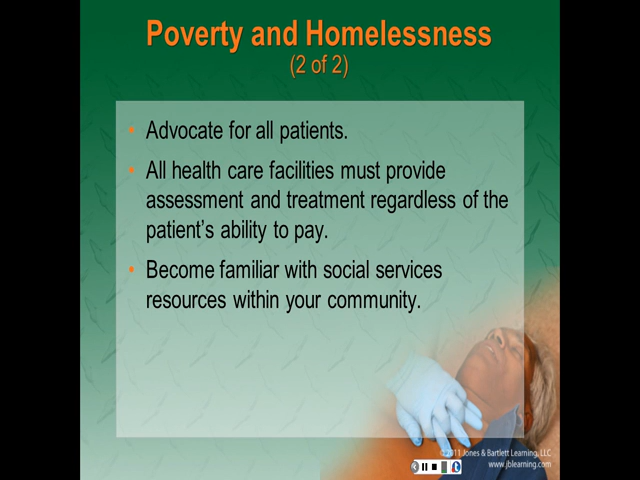 Poverty and Homelessness
(2 of 2)
• Advocate for all patients.
• All health care facilities must provide
assessment and treatment regardless of the
patient's ability to pay.
• Become familiar with social services
resources within your community.
© 2011 Jones & Bartlett Learning, LLC
www.jblearning.com